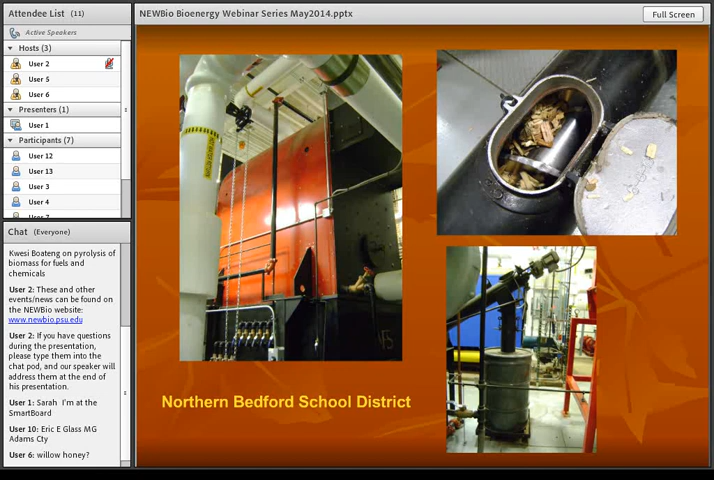 Attendee List (11)
Active Speakers
Hosts (3)
User 2
User 5
User 6
Presenters (1)
User 1
Participants (7)
User 12
User 13
User 3
User 4
Chat (Everyone)
Kwesi Boateng on pyrolysis of
biomass for fuels and
chemicals
User 2: These and other
events/news can be found on
the NEWBio website:
www.newbio.psu.edu
User 2: If you have questions
during the presentation,
please type them into the
chat pod, and our speaker will
address them at the end of
his presentation.
User 1: Sarah I'm at the
SmartBoard
User 10: Eric E Glass MG
Adams Cty
User 6: willow honey?
NEWBio Bioenergy Webinar Series May2014.pptx
Full Screen
Northern Bedford School District